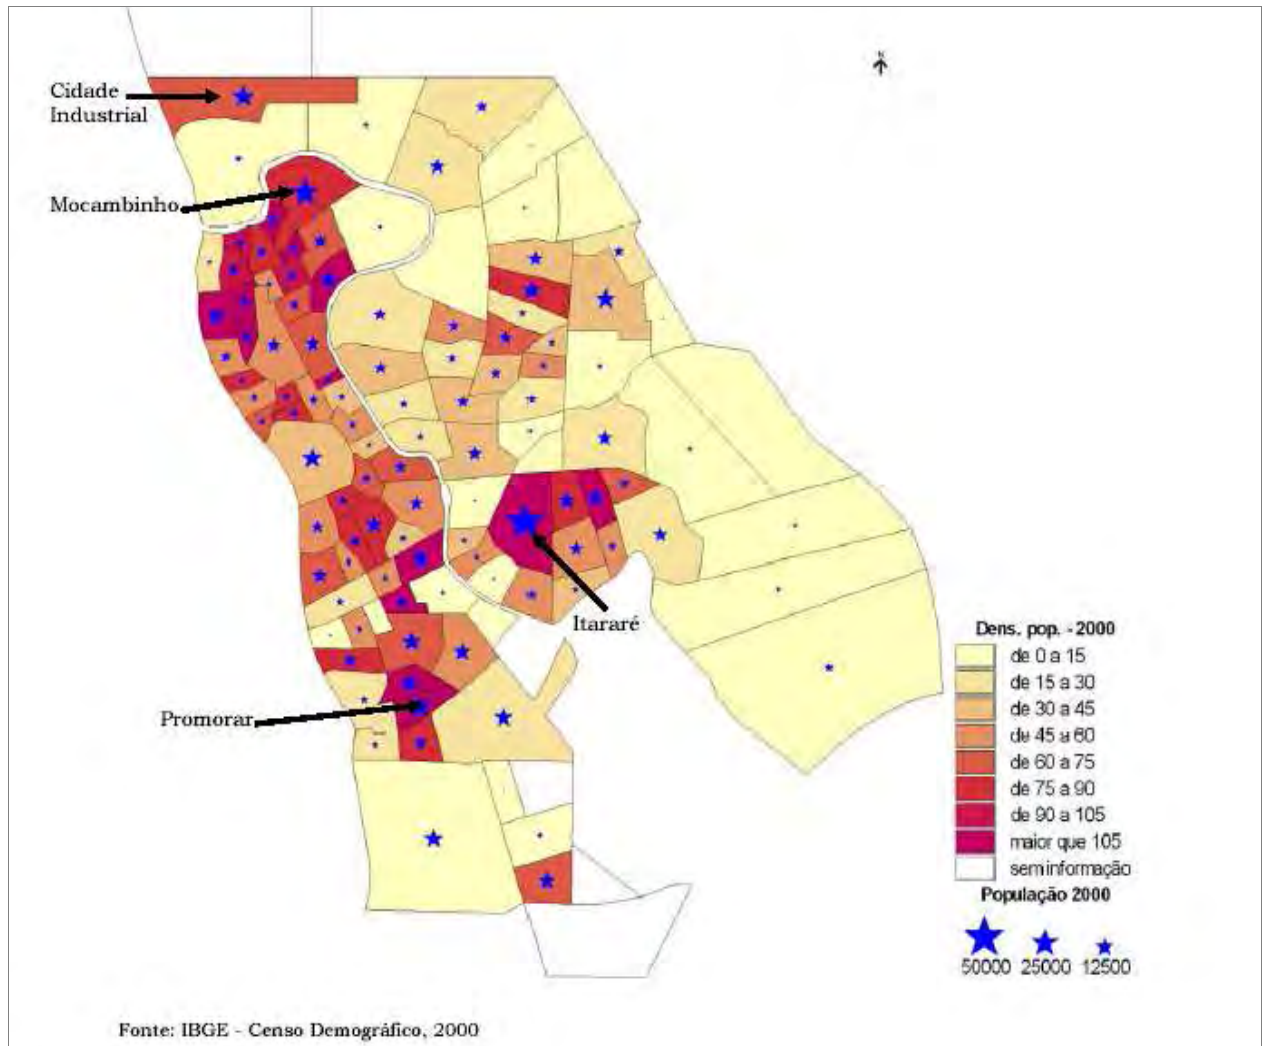 N
Cidade
Industrial
Mocambinho
Itararé
Promorar
Dens. pop. - 2000
de 0 a 15
de 15 a 30
de 30 a 45
de 45 a 60
de 60 a 75
de 75 a 90
de 90 a 105
maior que 105
sem informação
População 2000
50000 25000 12500
Fonte: IBGE - Censo Demográfico, 2000